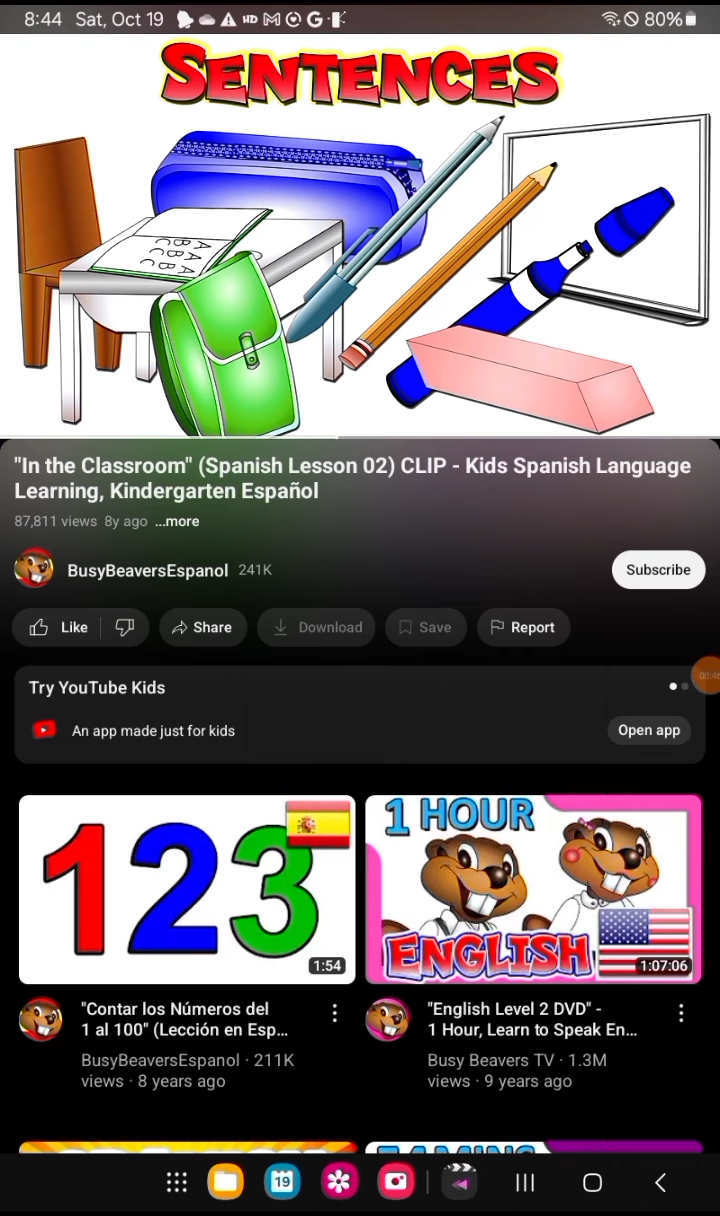 8:44 Sat, Oct 19 HD 80%
SENTENCES
A B C
A B C
A B C
"In the Classroom" (Spanish Lesson 02) CLIP - Kids Spanish Language
Learning, Kindergarten Español
87,811 views 8y ago ...more
BusyBeaversEspanol 241K
Subscribe
Like
Share
Download
Save
Report
Try YouTube Kids
00:46
An app made just for kids
Open app
123
1:54
1 HOUR
ENGLISH
1:07:06
"Contar los Números del
1 al 100" (Lección en Esp...
BusyBeaversEspanol · 211K
views · 8 years ago
"English Level 2 DVD" -
1 Hour, Learn to Speak En...
Busy Beavers TV · 1.3M
views · 9 years ago
19